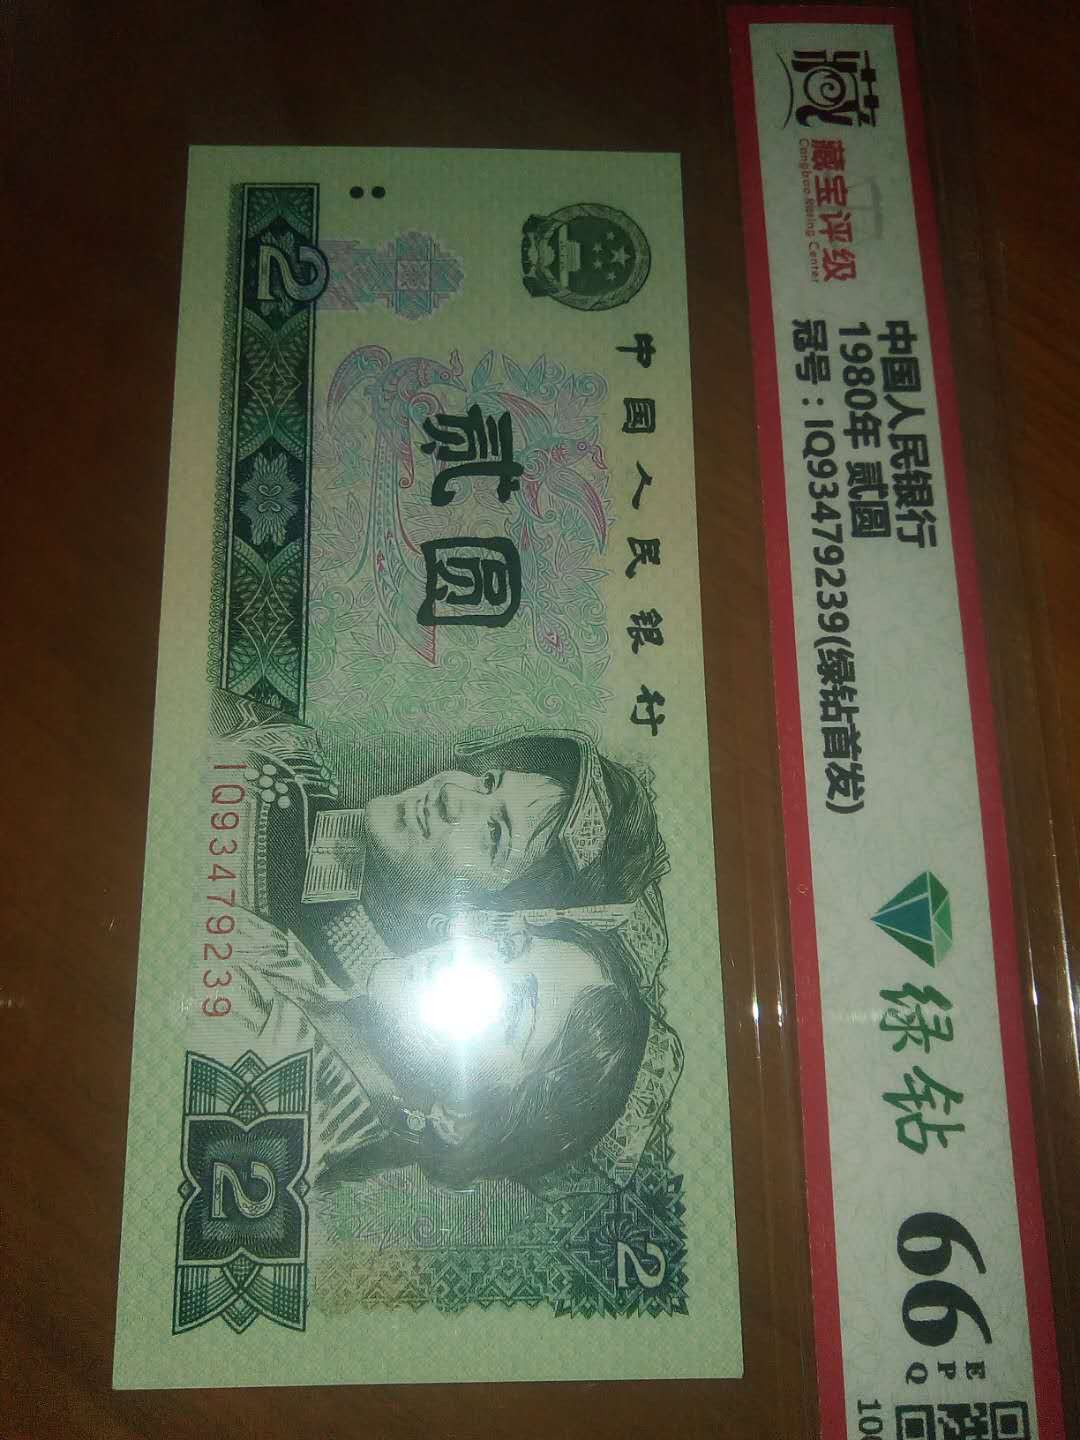 中国人民银行
贰圆
2
IQ93479239
2
2
藏
藏宝评级
Cangbao Rating Center
中国人民银行
1980年 贰圆
冠号：IQ93479239(绿钻首发)
绿钻
66
EPQ